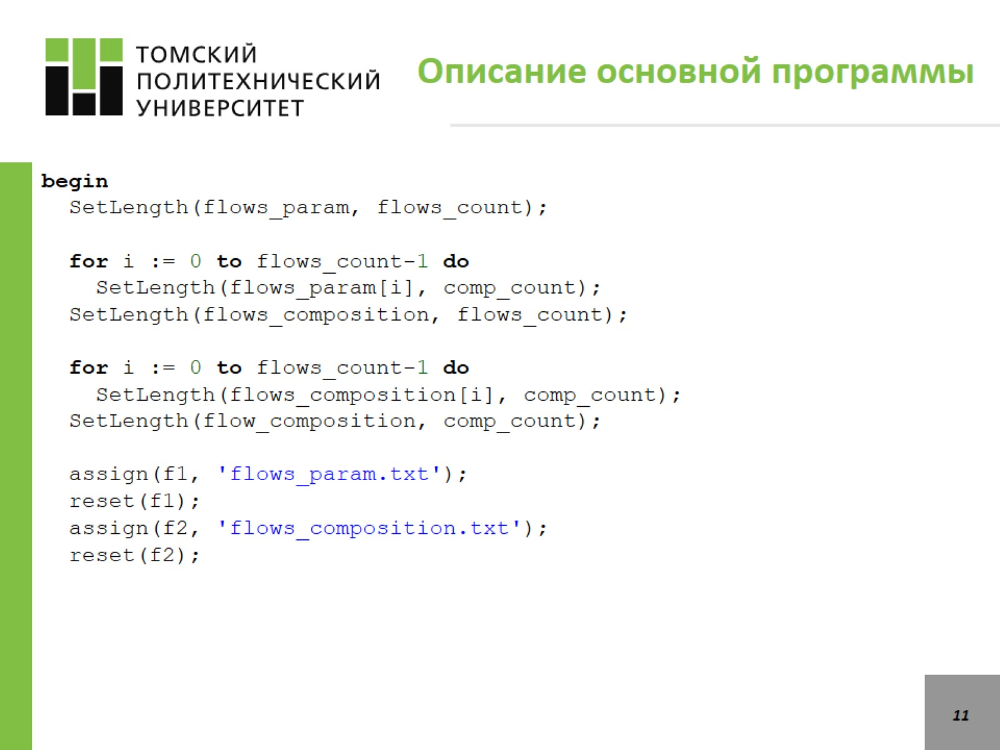 ТОМСКИЙ
ПОЛИТЕХНИЧЕСКИЙ
УНИВЕРСИТЕТ
Описание основной программы
begin
  SetLength(flows_param, flows_count);
  for i := 0 to flows_count-1 do
    SetLength(flows_param[i], comp_count);
  SetLength(flows_composition, flows_count);
  for i := 0 to flows_count-1 do
    SetLength(flows_composition[i], comp_count);
  SetLength(flow_composition, comp_count);
  assign(f1, 'flows_param.txt');
  reset(f1);
  assign(f2, 'flows_composition.txt');
  reset(f2);
11